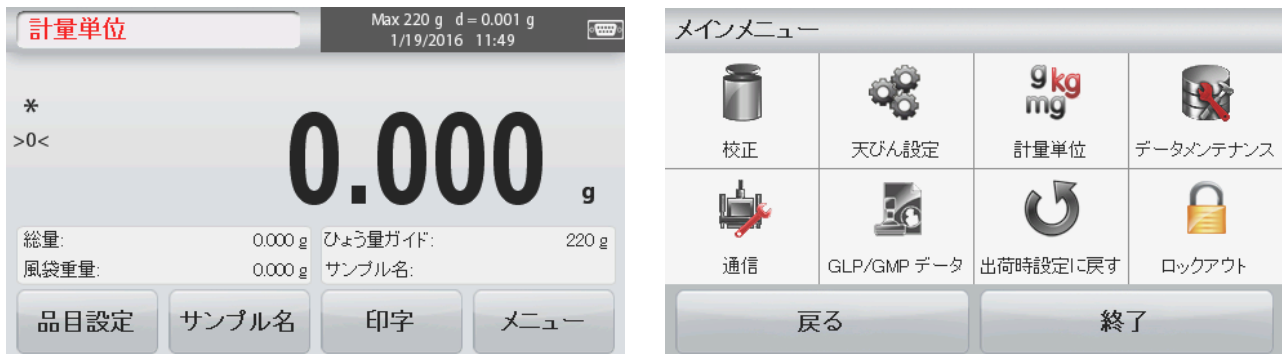 計量単位
Max 220 g d = 0.001 g
1/19/2016 11:49
*
>0<
0.000 g
総量: 0.000 g ひょう量ガイド: 220 g
風袋重量: 0.000 g サンプル名:
品目設定 サンプル名 印字 メニュー
メインメニュー
g kg
mg
校正 天びん設定 計量単位 データメンテナンス
通信 GLP/GMP データ 出荷時設定に戻す ロックアウト
戻る 終了